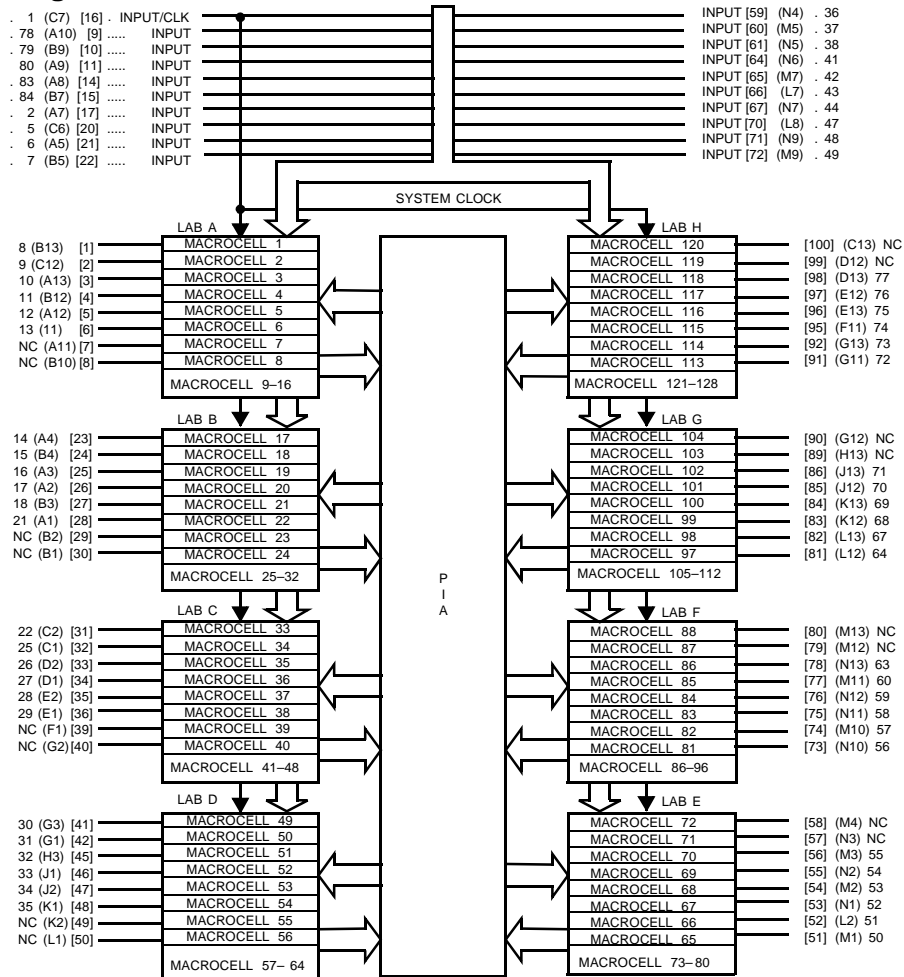 . 1 (C7) [16] . INPUT/CLK
. 78 (A10) [9] ..... INPUT
. 79 (B9) [10] ..... INPUT
80 (A9) [11] ..... INPUT
. 83 (A8) [14] ..... INPUT
. 84 (B7) [15] ..... INPUT
. 2 (A7) [17] ..... INPUT
. 5 (C6) [20] ..... INPUT
. 6 (A5) [21] ..... INPUT
. 7 (B5) [22] ..... INPUT
INPUT [59] (N4) . 36
INPUT [60] (M5) . 37
INPUT [61] (N5) . 38
INPUT [64] (N6) . 41
INPUT [65] (M7) . 42
INPUT [66] (L7) . 43
INPUT [67] (N7) . 44
INPUT [70] (L8) . 47
INPUT [71] (N9) . 48
INPUT [72] (M9) . 49
SYSTEM CLOCK
LAB A
8 (B13) [1] MACROCELL 1
9 (C12) [2] MACROCELL 2
10 (A13) [3] MACROCELL 3
11 (B12) [4] MACROCELL 4
12 (A12) [5] MACROCELL 5
13 (11) [6] MACROCELL 6
NC (A11) [7] MACROCELL 7
NC (B10) [8] MACROCELL 8
MACROCELL 9–16
LAB B
14 (A4) [23] MACROCELL 17
15 (B4) [24] MACROCELL 18
16 (A3) [25] MACROCELL 19
17 (A2) [26] MACROCELL 20
18 (B3) [27] MACROCELL 21
21 (A1) [28] MACROCELL 22
NC (B2) [29] MACROCELL 23
NC (B1) [30] MACROCELL 24
MACROCELL 25–32
LAB C
22 (C2) [31] MACROCELL 33
25 (C1) [32] MACROCELL 34
26 (D2) [33] MACROCELL 35
27 (D1) [34] MACROCELL 36
28 (E2) [35] MACROCELL 37
29 (E1) [36] MACROCELL 38
NC (F1) [39] MACROCELL 39
NC (G2) [40] MACROCELL 40
MACROCELL 41–48
LAB D
30 (G3) [41] MACROCELL 49
31 (G1) [42] MACROCELL 50
32 (H3) [45] MACROCELL 51
33 (J1) [46] MACROCELL 52
34 (J2) [47] MACROCELL 53
35 (K1) [48] MACROCELL 54
NC (K2) [49] MACROCELL 55
NC (L1) [50] MACROCELL 56
MACROCELL 57– 64
P
I
A
LAB H
MACROCELL 120 [100] (C13) NC
MACROCELL 119 [99] (D12) NC
MACROCELL 118 [98] (D13) 77
MACROCELL 117 [97] (E12) 76
MACROCELL 116 [96] (E13) 75
MACROCELL 115 [95] (F11) 74
MACROCELL 114 [92] (G13) 73
MACROCELL 113 [91] (G11) 72
MACROCELL 121–128
LAB G
MACROCELL 104 [90] (G12) NC
MACROCELL 103 [89] (H13) NC
MACROCELL 102 [86] (J13) 71
MACROCELL 101 [85] (J12) 70
MACROCELL 100 [84] (K13) 69
MACROCELL 99 [83] (K12) 68
MACROCELL 98 [82] (L13) 67
MACROCELL 97 [81] (L12) 64
MACROCELL 105–112
LAB F
MACROCELL 88 [80] (M13) NC
MACROCELL 87 [79] (M12) NC
MACROCELL 86 [78] (N13) 63
MACROCELL 85 [77] (M11) 60
MACROCELL 84 [76] (N12) 59
MACROCELL 83 [75] (N11) 58
MACROCELL 82 [74] (M10) 57
MACROCELL 81 [73] (N10) 56
MACROCELL 86–96
LAB E
MACROCELL 72 [58] (M4) NC
MACROCELL 71 [57] (N3) NC
MACROCELL 70 [56] (M3) 55
MACROCELL 69 [55] (N2) 54
MACROCELL 68 [54] (M2) 53
MACROCELL 67 [53] (N1) 52
MACROCELL 66 [52] (L2) 51
MACROCELL 65 [51] (M1) 50
MACROCELL 73–80